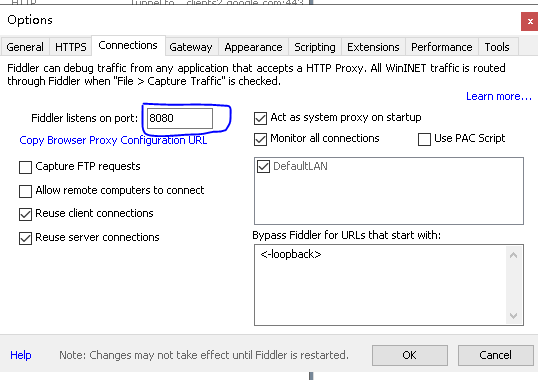 HTTP Tunnel to clients2.google.com:443
Options
General HTTPS Connections Gateway Appearance Scripting Extensions Performance Tools
Fiddler can debug traffic from any application that accepts a HTTP Proxy. All WinINET traffic is routed
through Fiddler when "File > Capture Traffic" is checked.
Learn more...
Fiddler listens on port: 8080
Copy Browser Proxy Configuration URL
Capture FTP requests
Allow remote computers to connect
Reuse client connections
Reuse server connections
Act as system proxy on startup
Monitor all connections Use PAC Script
DefaultLAN
Bypass Fiddler for URLs that start with:
<-loopback>
Help Note: Changes may not take effect until Fiddler is restarted. OK Cancel